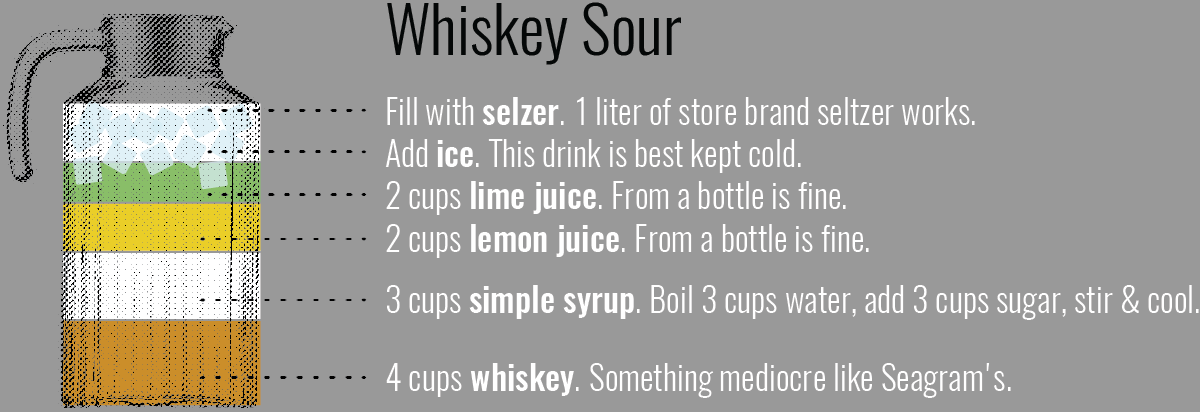 Whiskey Sour
Fill with selzer. 1 liter of store brand seltzer works.
Add ice. This drink is best kept cold.
2 cups lime juice. From a bottle is fine.
2 cups lemon juice. From a bottle is fine.
3 cups simple syrup. Boil 3 cups water, add 3 cups sugar, stir & cool.
4 cups whiskey. Something mediocre like Seagram's.